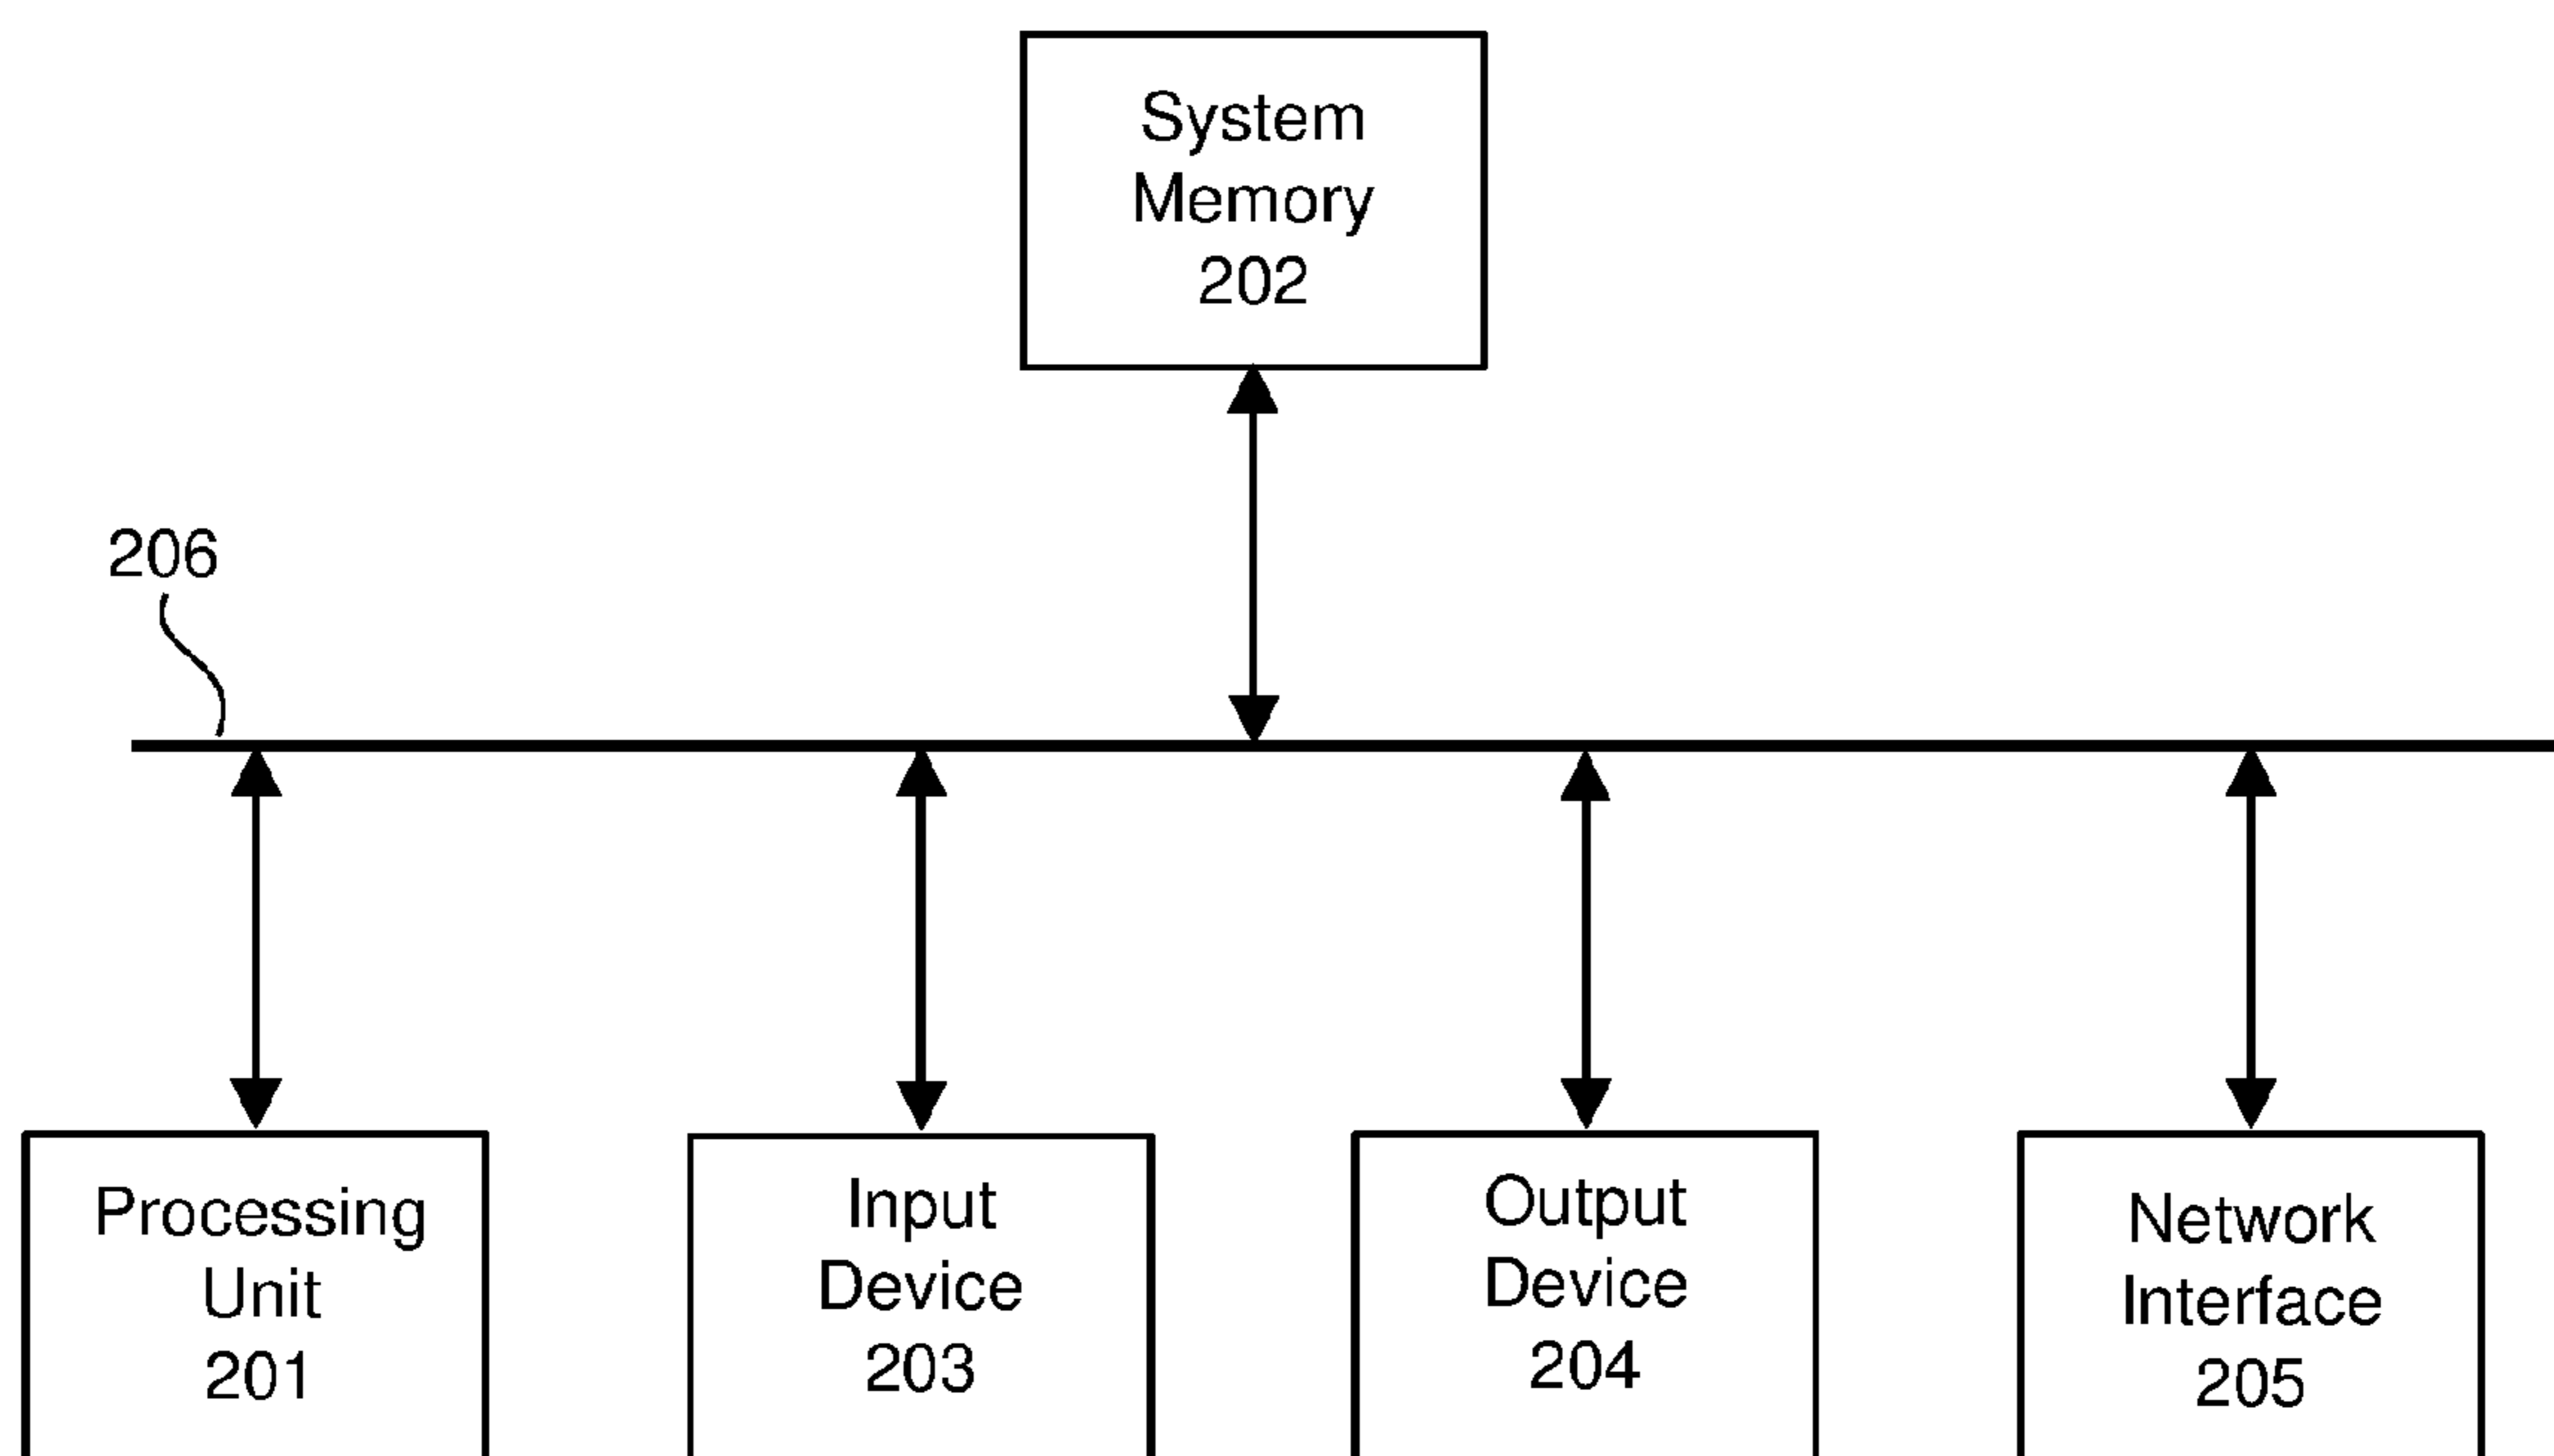 System
Memory
202
206
Processing
Unit
201
Input
Device
203
Output
Device
204
Network
Interface
205